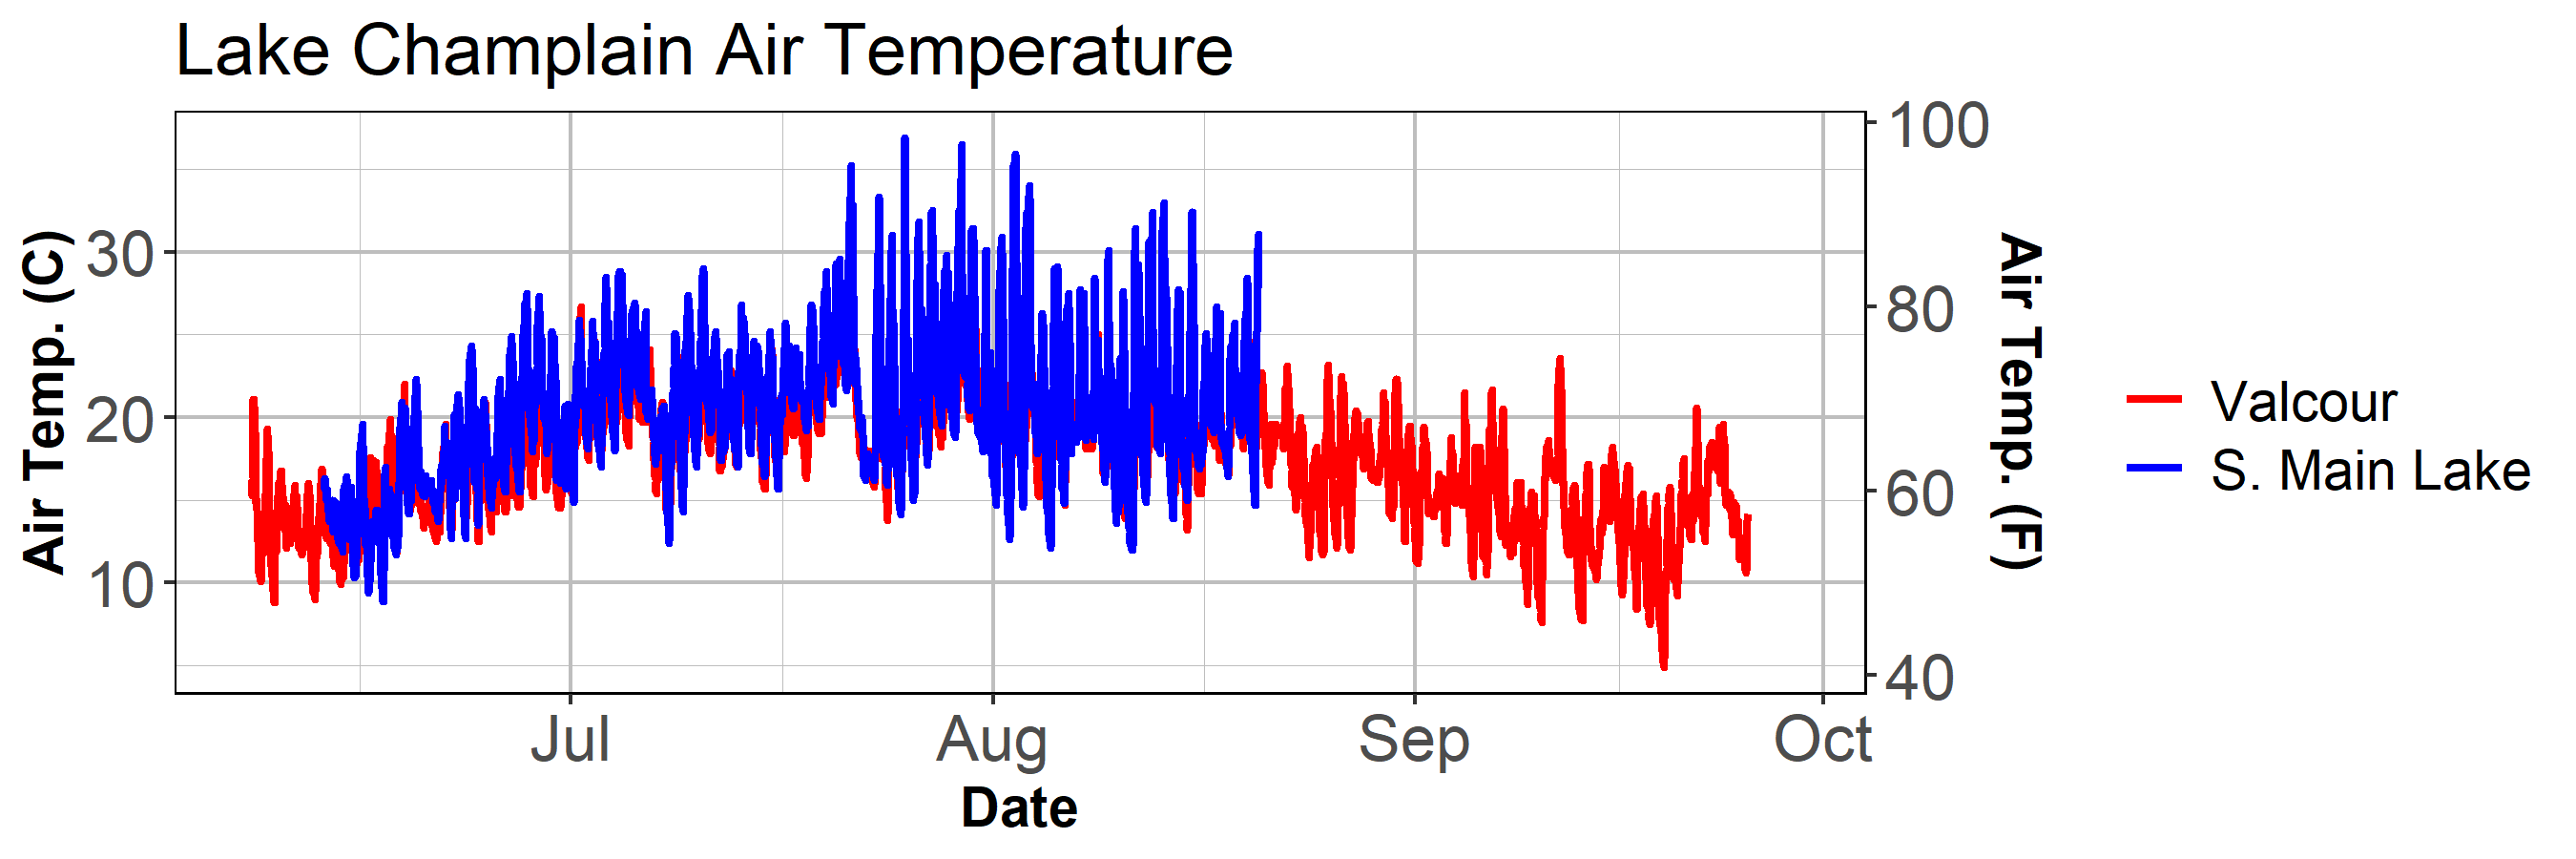 Lake Champlain Air Temperature
Air Temp. (C)
30
20
10
100
80
60
40
Air Temp. (F)
Jul
Aug
Sep
Oct
Date
Valcour
S. Main Lake